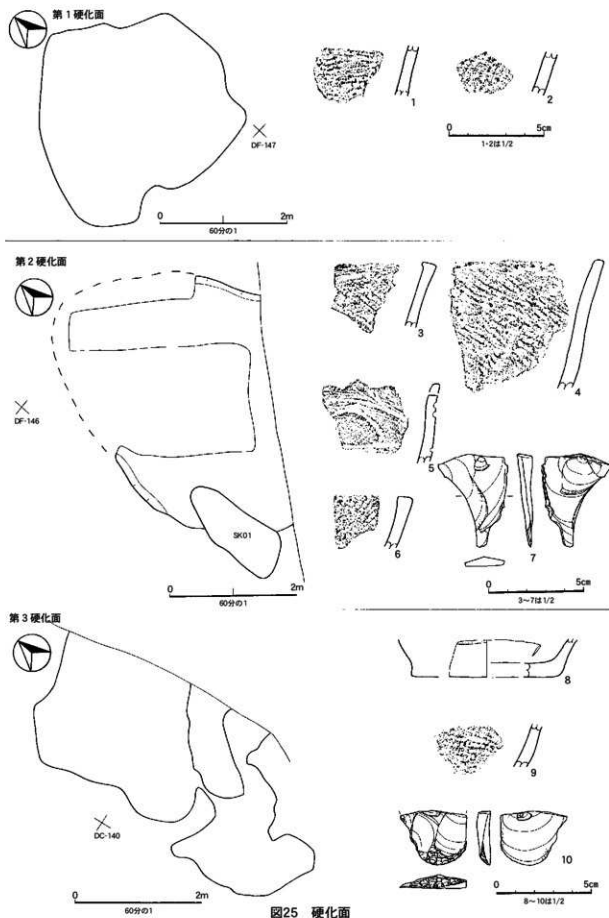 第1硬化面
DF-147
0 2m
60分の1
1
2
0 5cm
1・2は1/2
第2硬化面
DF-146
SK01
0 2m
60分の1
3
4
5
6
7
0 5cm
3〜7は1/2
第3硬化面
DC-140
0 2m
60分の1
8
9
10
0 5cm
8〜10は1/2
図25 硬化面